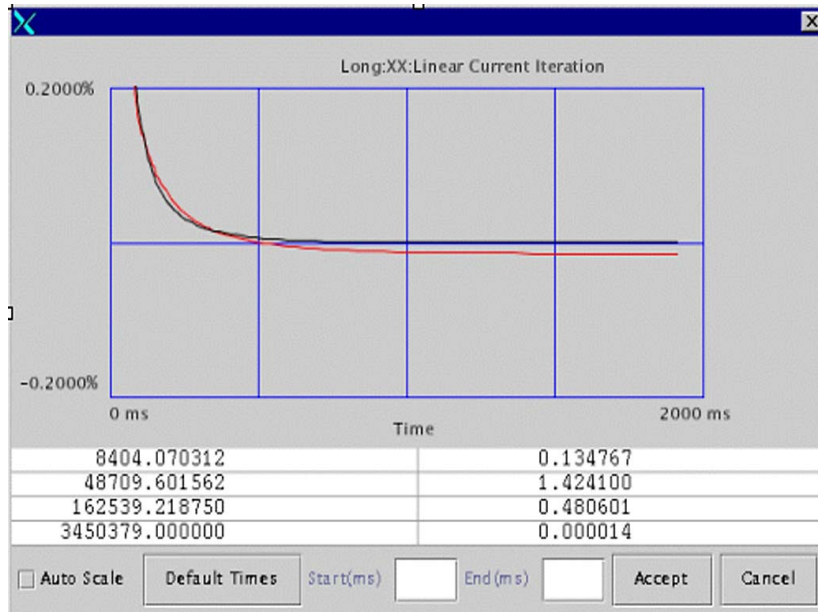 Long:XX:Linear Current Iteration
0.2000%
-0.2000%
0 ms 2000 ms
Time
8404.070312 0.134767
48709.601562 1.424100
162539.218750 0.480601
3450379.000000 0.000014
Auto Scale Default Times Start(ms) End(ms) Accept Cancel